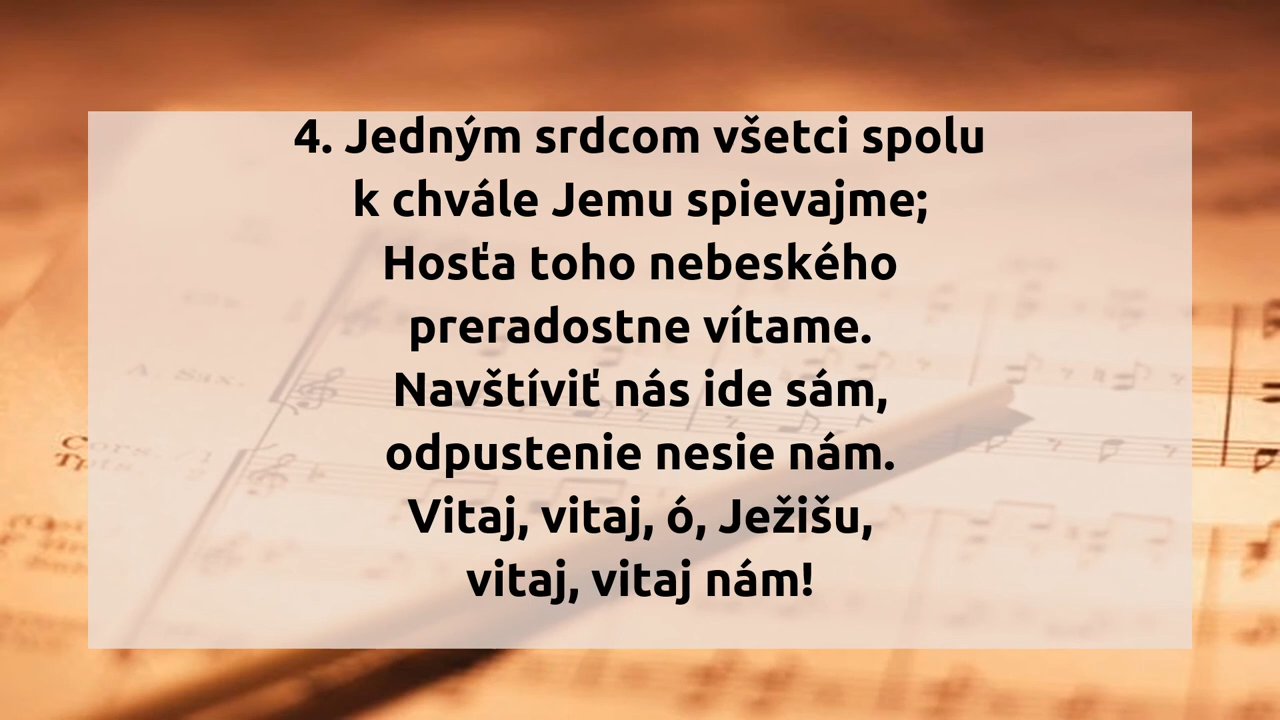 4. Jedným srdcom všetci spolu
k chvále Jemu spievajme;
Hosťa toho nebeského
preradostne vítame.
Navštíviť nás ide sám,
odpustenie nesie nám.
Vitaj, vitaj, ó, Ježišu,
vitaj, vitaj nám!
A. Sax.